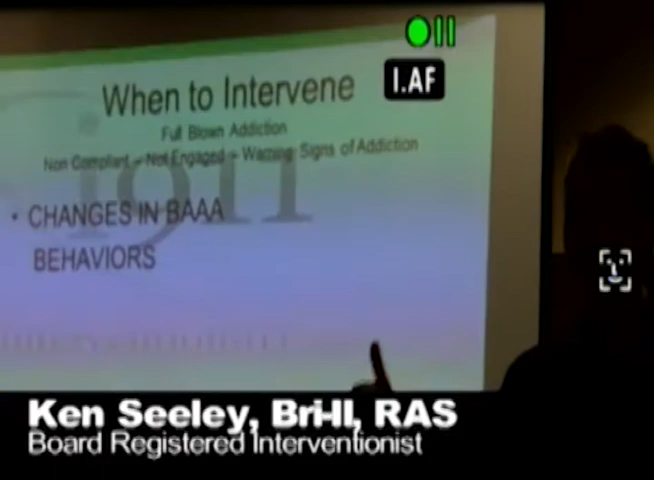 I.AF
When to Intervene
Full Blown Addiction
Non Compliant - Not Engaged - Warning Signs of Addiction
• CHANGES IN BAAA
BEHAVIORS
Ken Seeley, Bri-II, RAS
Board Registered Interventionist